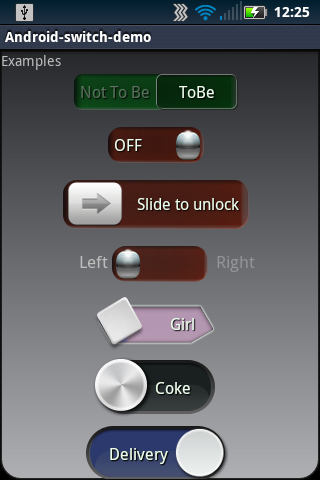 12:25
Android-switch-demo
Examples
Not To Be ToBe
OFF
Slide to unlock
Left Right
Girl
Coke
Delivery